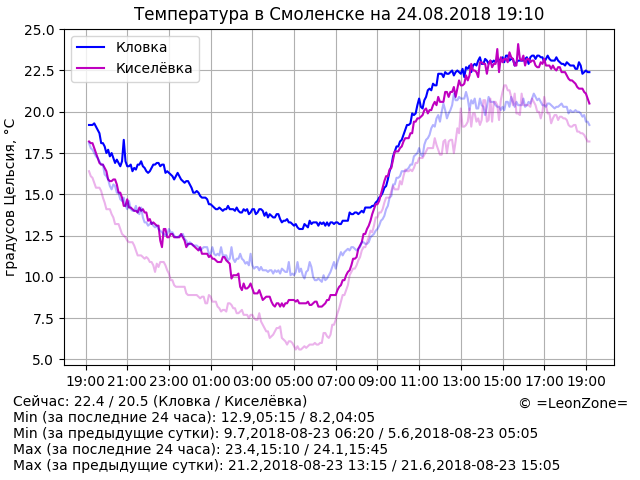 Температура в Смоленске на 24.08.2018 19:10
Кловка
Киселёвка
градусов Цельсия, °C
25.0
22.5
20.0
17.5
15.0
12.5
10.0
7.5
5.0
19:00 21:00 23:00 01:00 03:00 05:00 07:00 09:00 11:00 13:00 15:00 17:00 19:00
Сейчас: 22.4 / 20.5 (Кловка / Киселёвка)
© =LeonZone=
Min (за последние 24 часа): 12.9,05:15 / 8.2,04:05
Min (за предыдущие сутки): 9.7,2018-08-23 06:20 / 5.6,2018-08-23 05:05
Max (за последние 24 часа): 23.4,15:10 / 24.1,15:45
Max (за предыдущие сутки): 21.2,2018-08-23 13:15 / 21.6,2018-08-23 15:05